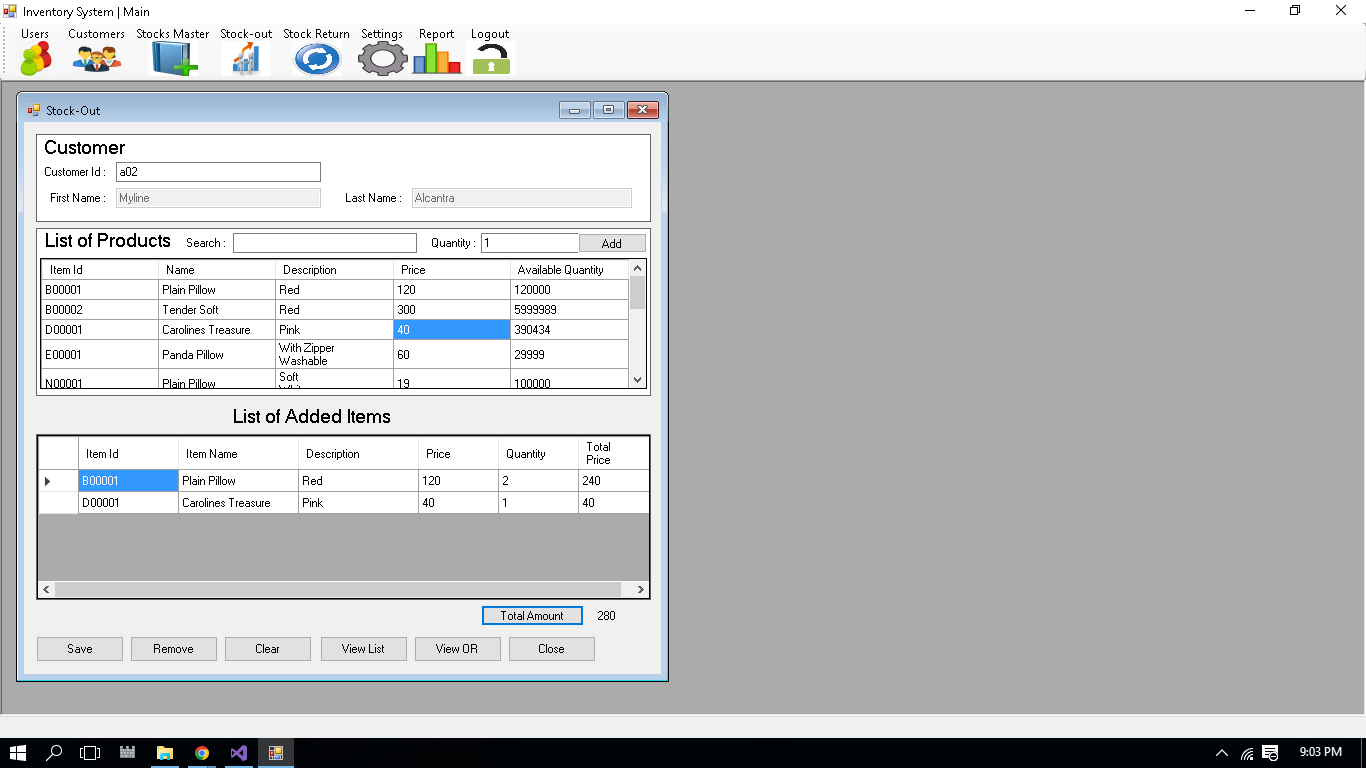 Inventory System | Main
Users Customers Stocks Master Stock-out Stock Return Settings Report Logout
Stock-Out
Customer
Customer Id : a02
First Name : Myline Last Name : Alcantra
List of Products Search : Quantity : 1 Add
Item Id Name Description Price Available Quantity
B00001 Plain Pillow Red 120 120000
B00002 Tender Soft Red 300 5999989
D00001 Carolines Treasure Pink 40 390434
E00001 Panda Pillow With Zipper Washable 60 29999
N00001 Plain Pillow Soft 19 100000
List of Added Items
Item Id Item Name Description Price Quantity Total Price
B00001 Plain Pillow Red 120 2 240
D00001 Carolines Treasure Pink 40 1 40
Total Amount 280
Save Remove Clear View List View OR Close
9:03 PM